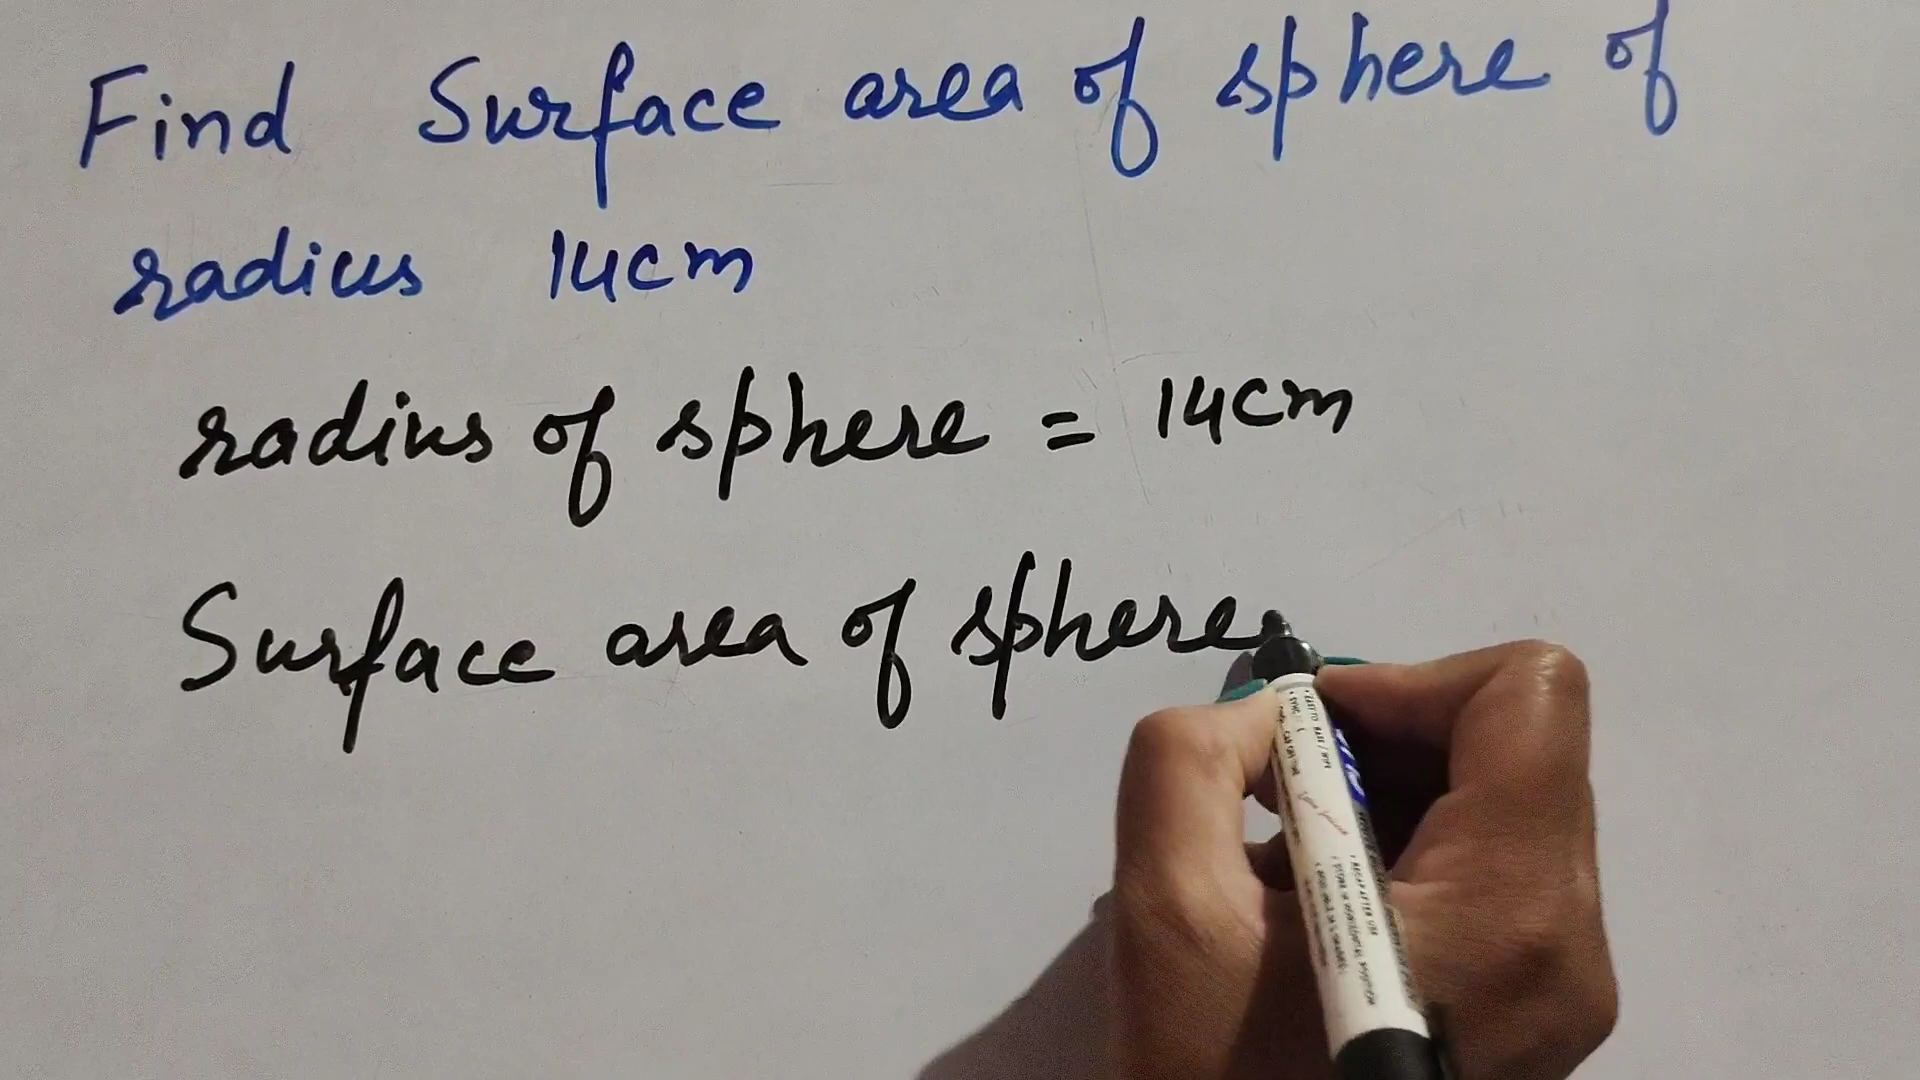 Find Surface area of sphere of
radius 14cm
radius of sphere = 14cm
Surface area of sphere